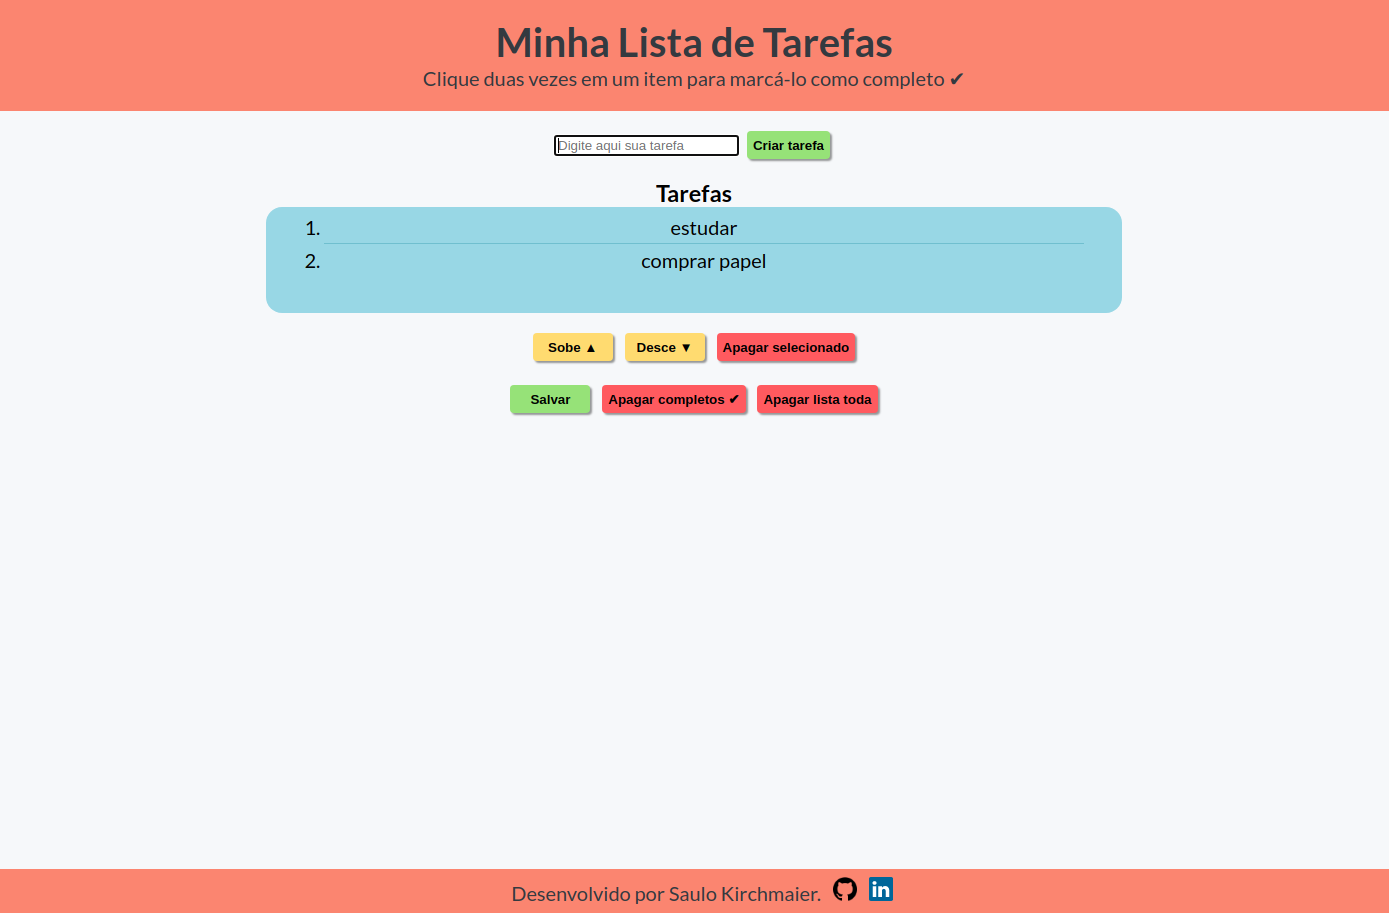 Minha Lista de Tarefas
Clique duas vezes em um item para marcá-lo como completo ✔
Digite aqui sua tarefa Criar tarefa
Tarefas
1. estudar
2. comprar papel
Sobe ▲ Desce ▼ Apagar selecionado
Salvar Apagar completos ✔ Apagar lista toda
Desenvolvido por Saulo Kirchmaier. in